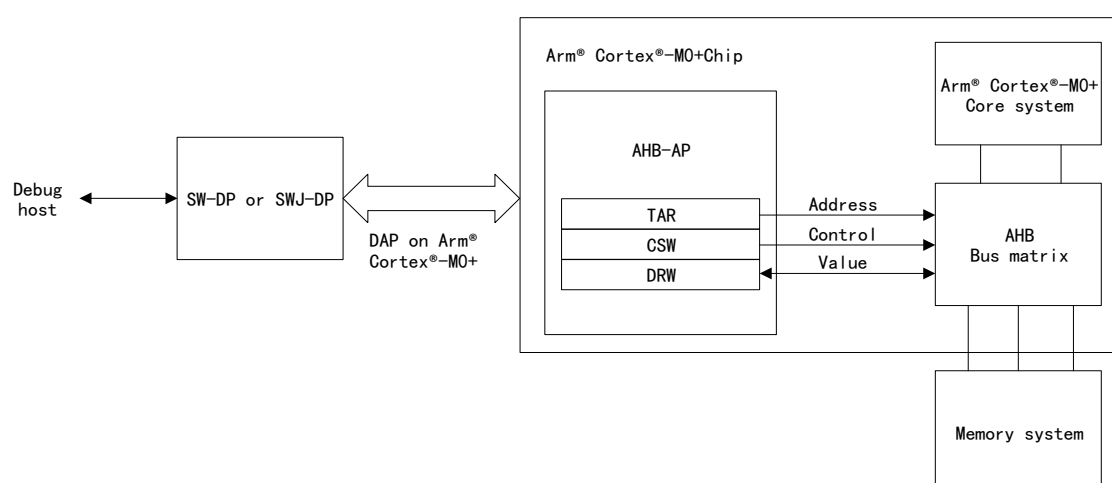 Arm® Cortex®-M0+Chip
Arm® Cortex®-M0+
Core system
AHB-AP
Debug
host
SW-DP or SWJ-DP
DAP on Arm®
Cortex®-M0+
TAR
CSW
DRW
Address
Control
Value
AHB
Bus matrix
Memory system